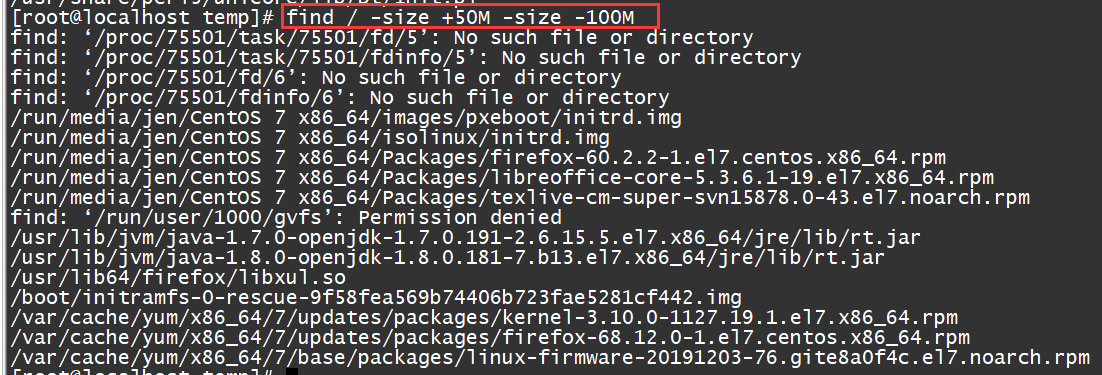 [root@localhost temp]# find / -size +50M -size -100M
find: ‘/proc/75501/task/75501/fd/5’: No such file or directory
find: ‘/proc/75501/task/75501/fdinfo/5’: No such file or directory
find: ‘/proc/75501/fd/6’: No such file or directory
find: ‘/proc/75501/fdinfo/6’: No such file or directory
/run/media/jen/CentOS 7 x86_64/images/pxeboot/initrd.img
/run/media/jen/CentOS 7 x86_64/isolinux/initrd.img
/run/media/jen/CentOS 7 x86_64/Packages/firefox-60.2.2-1.el7.centos.x86_64.rpm
/run/media/jen/CentOS 7 x86_64/Packages/libreoffice-core-5.3.6.1-19.el7.x86_64.rpm
/run/media/jen/CentOS 7 x86_64/Packages/texlive-cm-super-svn15878.0-43.el7.noarch.rpm
find: ‘/run/user/1000/gvfs’: Permission denied
/usr/lib/jvm/java-1.7.0-openjdk-1.7.0.191-2.6.15.5.el7.x86_64/jre/lib/rt.jar
/usr/lib/jvm/java-1.8.0-openjdk-1.8.0.181-7.b13.el7.x86_64/jre/lib/rt.jar
/usr/lib64/firefox/libxul.so
/boot/initramfs-0-rescue-9f58fea569b74406b723fae5281cf442.img
/var/cache/yum/x86_64/7/updates/packages/kernel-3.10.0-1127.19.1.el7.x86_64.rpm
/var/cache/yum/x86_64/7/updates/packages/firefox-68.12.0-1.el7.centos.x86_64.rpm
/var/cache/yum/x86_64/7/base/packages/linux-firmware-20191203-76.gite8a0f4c.el7.noarch.rpm
[root@localhost temp]#